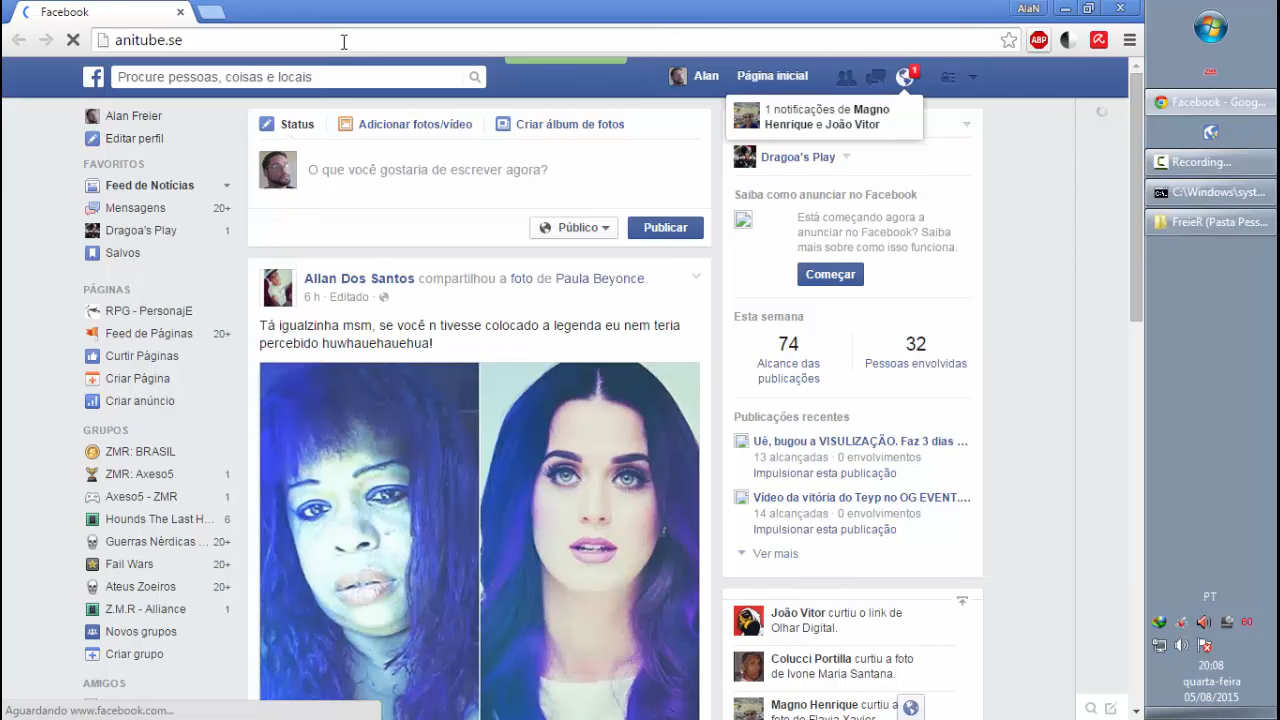 Facebook
AlaN
anitube.se
ABP
Procure pessoas, coisas e locais
Alan
Página inicial
1
1 notificações de Magno
Henrique e João Vitor
Alan Freier
Editar perfil
FAVORITOS
Feed de Notícias
Mensagens 20+
Dragoa's Play 1
Salvos
PÁGINAS
RPG - PersonajE
Feed de Páginas 20+
Curtir Páginas
Criar Página
Criar anúncio
GRUPOS
ZMR: BRASIL
ZMR: Axeso5 1
Axeso5 - ZMR 1
Hounds The Last H... 6
Guerras Nérdicas ... 20+
Fail Wars 20+
Ateus Zoeiros 20+
Z.M.R - Alliance 1
Novos grupos
Criar grupo
AMIGOS
Aguardando www.facebook.com...
Status
Adicionar fotos/vídeo
Criar álbum de fotos
O que você gostaria de escrever agora?
Público
Publicar
Allan Dos Santos compartilhou a foto de Paula Beyonce.
6 h · Editado ·
Tá igualzinha msm, se você n tivesse colocado a legenda eu nem teria
percebido huwhauehauehua!
Dragoa's Play
Saiba como anunciar no Facebook
Está começando agora a
anunciar no Facebook? Saiba
mais sobre como isso funciona.
Começar
Esta semana
74
Alcance das
publicações
32
Pessoas envolvidas
Publicações recentes
Ué, bugou a VISULIZAÇÃO. Faz 3 dias ...
13 alcançadas · 0 envolvimentos
Impulsionar esta publicação
Vídeo da vitória do Teyp no OG EVENT....
14 alcançadas · 0 envolvimentos
Impulsionar esta publicação
Ver mais
João Vitor curtiu o link de
Olhar Digital.
Colucci Portilla curtiu a foto
de Ivone Maria Santana.
Magno Henrique curtiu a
foto de Flavia Xavier.
Facebook - Goog...
Recording...
C:\Windows\syst...
FreieR (Pasta Pess...
PT
60
20:08
quarta-feira
05/08/2015